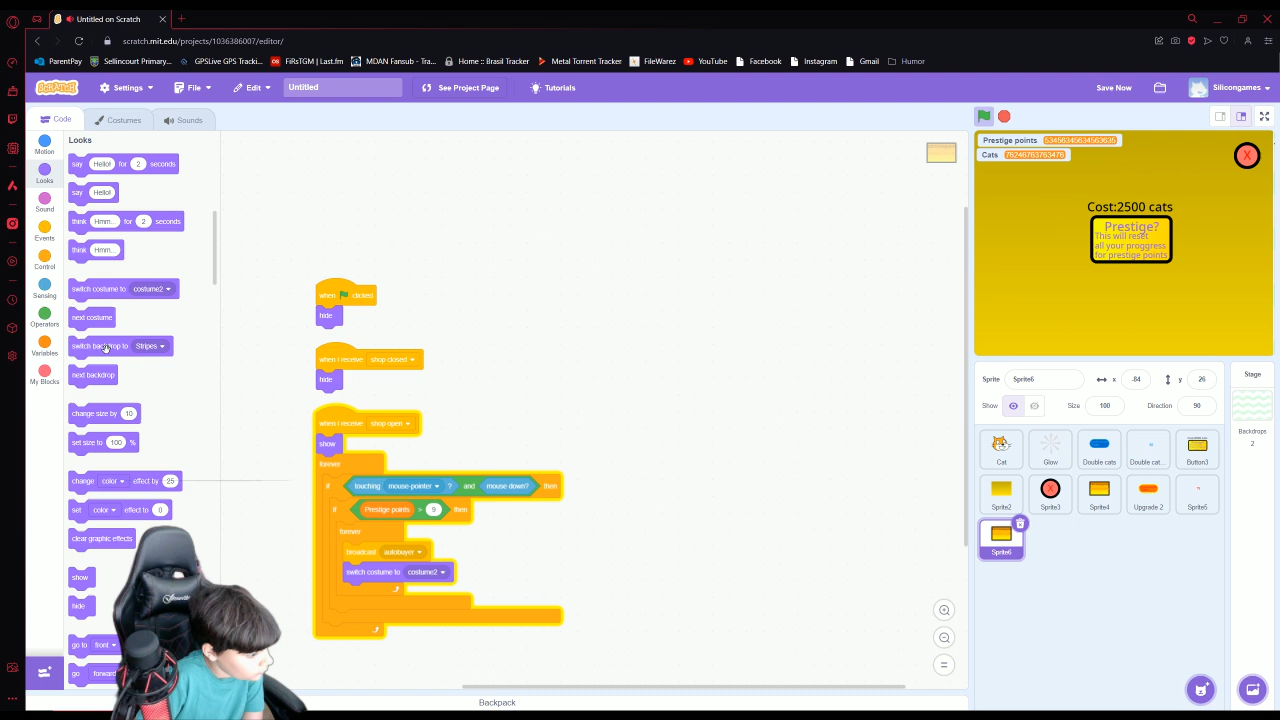 Untitled on Scratch
scratch.mit.edu/projects/1036386007/editor/
ParentPay
Sellincourt Primary...
GPSLive GPS Tracki...
FiRsTGM | Last.fm
MDAN Fansub - Tra...
Home :: Brasil Tracker
Metal Torrent Tracker
FileWarez
YouTube
Facebook
Instagram
Gmail
Humor
SCRATCH
Settings
File
Edit
Untitled
See Project Page
Tutorials
Save Now
Silicongames
Code
Costumes
Sounds
Motion
Looks
Sound
Events
Control
Sensing
Operators
Variables
My Blocks
Looks
say Hello! for 2 seconds
say Hello!
think Hmm... for 2 seconds
think Hmm...
switch costume to costume2
next costume
switch backdrop to Stripes
next backdrop
change size by 10
set size to 100 %
change color effect by 25
set color effect to 0
clear graphic effects
show
hide
go to front
go forward
when clicked
hide
when I receive shop closed
hide
when I receive shop open
show
forever
if touching mouse-pointer ? and mouse down? then
if Prestige points > 9 then
forever
broadcast autobuyer
switch costume to costume2
Backpack
Prestige points 53456345634563635
Cats 76246763763476
X
Cost:2500 cats
Prestige?
This will reset
all your proggress
for prestige points
Sprite Sprite6 x -84 y 26
Show Size 100 Direction 90
Stage
Backdrops
2
Cat
Glow
Double cats
Double cat...
Button3
Sprite2
Sprite3
Sprite4
Upgrade 2
Sprite5
Sprite6